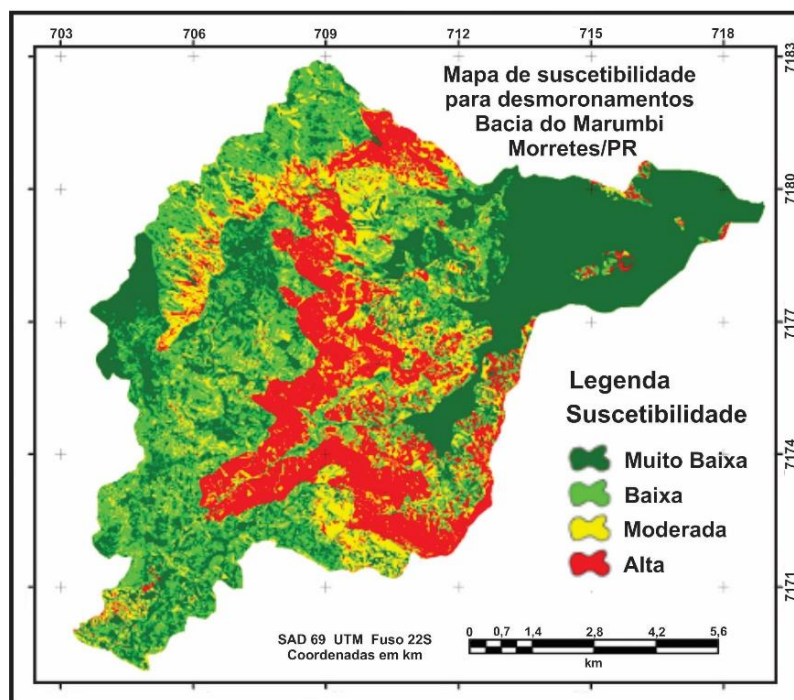 703 706 709 712 715 718
7183
Mapa de suscetibilidade
para desmoronamentos
Bacia do Marumbi
Morretes/PR
7180
7177
Legenda
Suscetibilidade
Muito Baixa
7174
Baixa
Moderada
Alta
7171
SAD 69 UTM Fuso 22S
Coordenadas em km
0 0,7 1,4 2,8 4,2 5,6
km